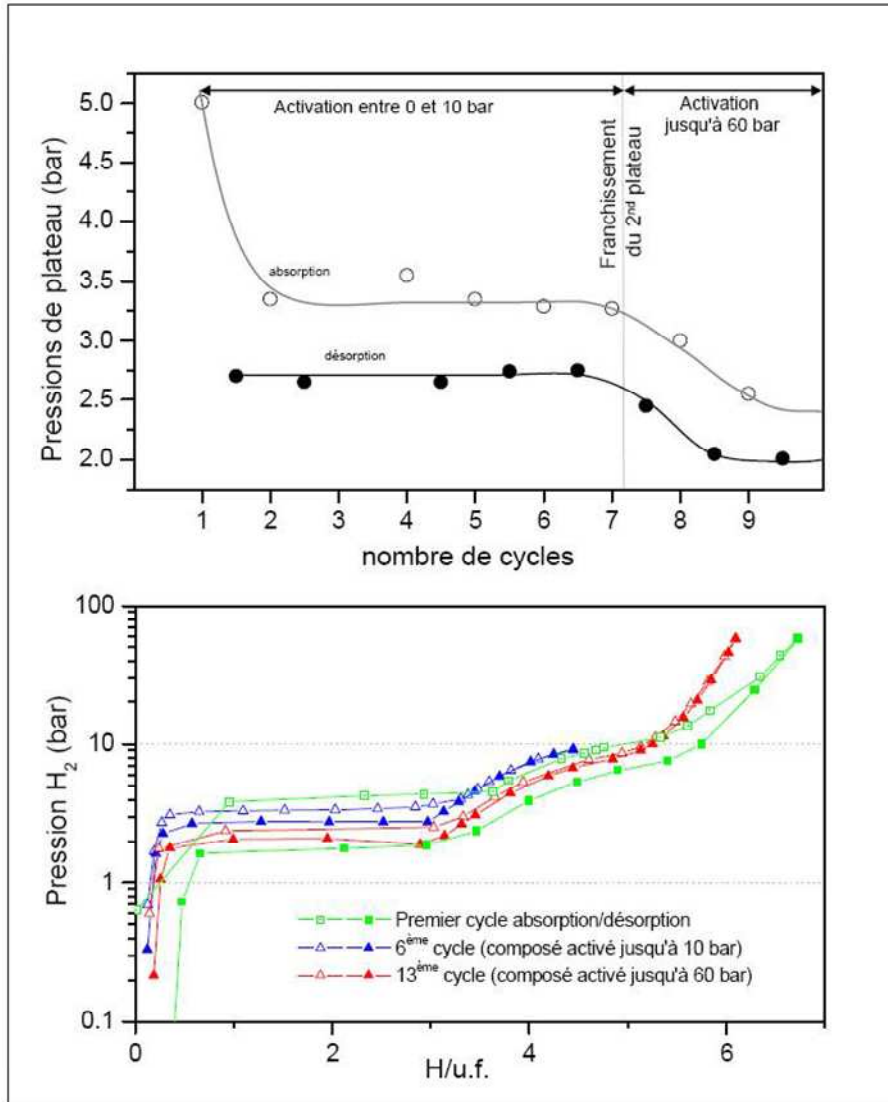 Activation entre 0 et 10 bar
Activation
jusqu'à 60 bar
Franchissement
du 2nd plateau
absorption
désorption
Pressions de plateau (bar)
5.0
4.5
4.0
3.5
3.0
2.5
2.0
1 2 3 4 5 6 7 8 9
nombre de cycles
Pression H2 (bar)
100
10
1
0.1
Premier cycle absorption/désorption
6ème cycle (composé activé jusqu'à 10 bar)
13ème cycle (composé activé jusqu'à 60 bar)
0 2 4 6
H/u.f.